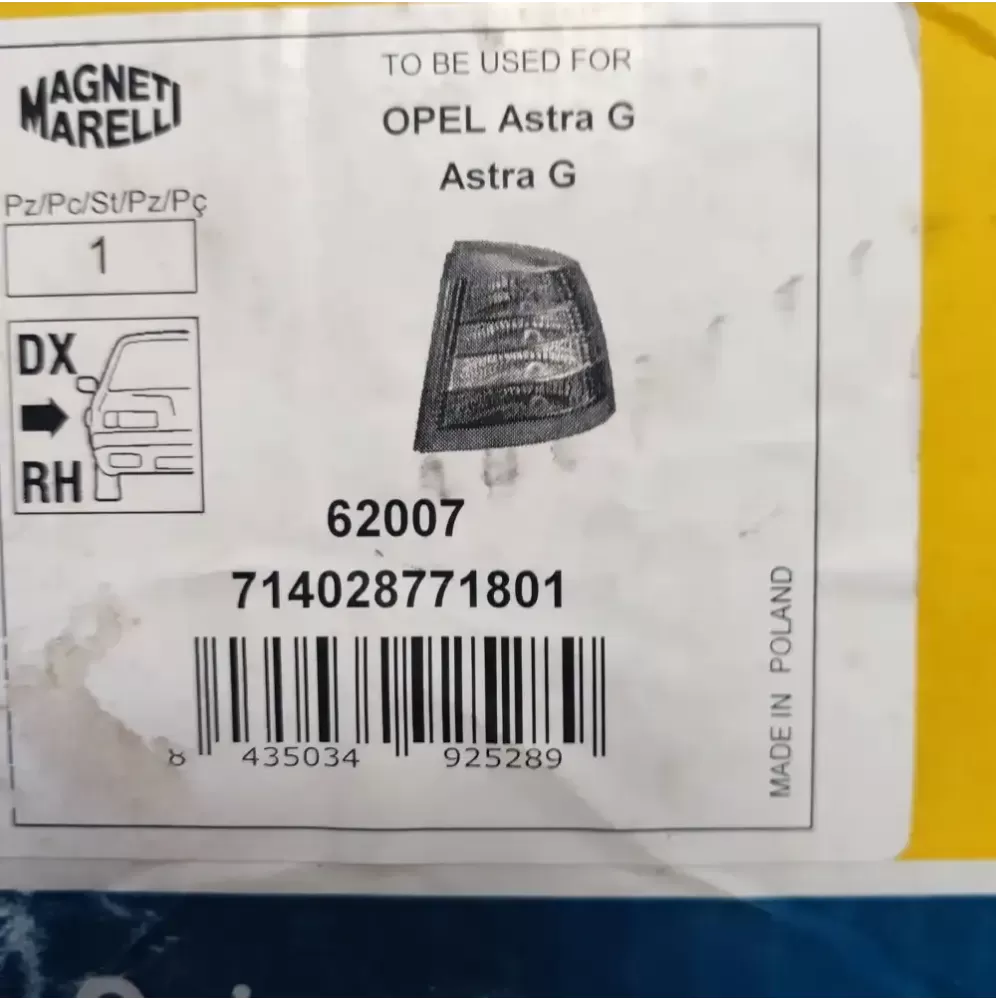 MAGNETI
MARELLI
TO BE USED FOR
OPEL Astra G
Astra G
Pz/Pc/St/Pz/Pç
1
DX
RH
62007
714028771801
8 435034 925289
MADE IN POLAND